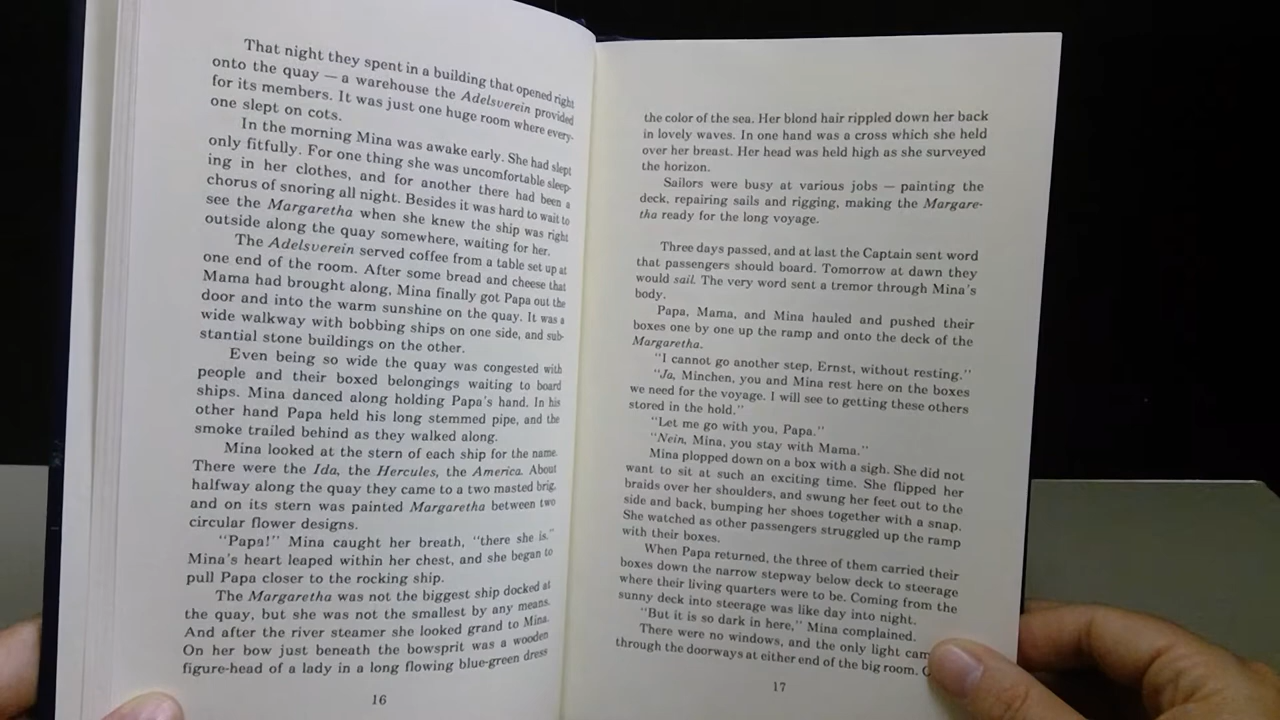 That night they spent in a building that opened right
onto the quay — a warehouse the Adelsverein provided
for its members. It was just one huge room where every-
one slept on cots.
In the morning Mina was awake early. She had slept
only fitfully. For one thing she was uncomfortable sleep-
ing in her clothes, and for another there had been a
chorus of snoring all night. Besides it was hard to wait to
see the Margaretha when she knew the ship was right
outside along the quay somewhere, waiting for her.
The Adelsverein served coffee from a table set up at
one end of the room. After some bread and cheese that
Mama had brought along, Mina finally got Papa out the
door and into the warm sunshine on the quay. It was a
wide walkway with bobbing ships on one side, and sub-
stantial stone buildings on the other.
Even being so wide the quay was congested with
people and their boxed belongings waiting to board
ships. Mina danced along holding Papa's hand. In his
other hand Papa held his long stemmed pipe, and the
smoke trailed behind as they walked along.
Mina looked at the stern of each ship for the name.
There were the Ida, the Hercules, the America. About
halfway along the quay they came to a two masted brig,
and on its stern was painted Margaretha between two
circular flower designs.
"Papa!" Mina caught her breath, "there she is."
Mina's heart leaped within her chest, and she began to
pull Papa closer to the rocking ship.
The Margaretha was not the biggest ship docked at
the quay, but she was not the smallest by any means.
And after the river steamer she looked grand to Mina.
On her bow just beneath the bowsprit was a wooden
figure-head of a lady in a long flowing blue-green dress
16
the color of the sea. Her blond hair rippled down her back
in lovely waves. In one hand was a cross which she held
over her breast. Her head was held high as she surveyed
the horizon.
Sailors were busy at various jobs — painting the
deck, repairing sails and rigging, making the Margare-
tha ready for the long voyage.
Three days passed, and at last the Captain sent word
that passengers should board. Tomorrow at dawn they
would sail. The very word sent a tremor through Mina's
body.
Papa, Mama, and Mina hauled and pushed their
boxes one by one up the ramp and onto the deck of the
Margaretha.
"I cannot go another step, Ernst, without resting."
"Ja, Minchen, you and Mina rest here on the boxes
we need for the voyage. I will see to getting these others
stored in the hold."
"Let me go with you, Papa."
"Nein, Mina, you stay with Mama."
Mina plopped down on a box with a sigh. She did not
want to sit at such an exciting time. She flipped her
braids over her shoulders, and swung her feet out to the
side and back, bumping her shoes together with a snap.
She watched as other passengers struggled up the ramp
with their boxes.
When Papa returned, the three of them carried their
boxes down the narrow stepway below deck to steerage
where their living quarters were to be. Coming from the
sunny deck into steerage was like day into night.
"But it is so dark in here," Mina complained.
There were no windows, and the only light
through the doorways at either end of the big room.
17